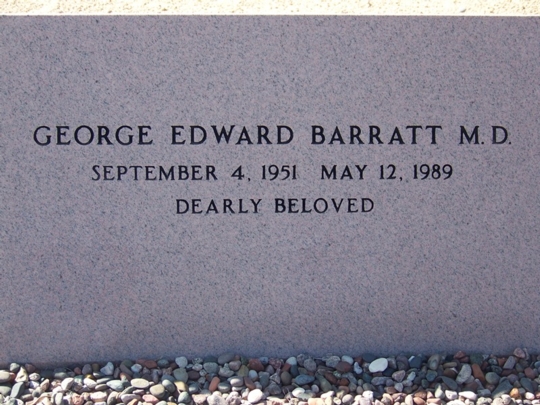 GEORGE EDWARD BARRATT M.D.
SEPTEMBER 4, 1951 MAY 12, 1989
DEARLY BELOVED